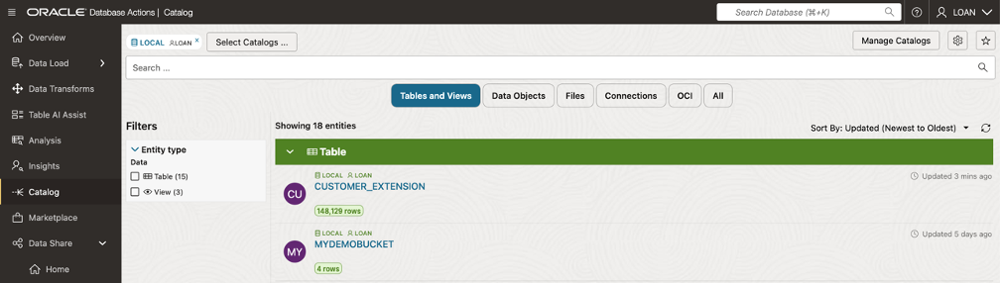 ORACLE Database Actions | Catalog
Search Database (⌘+K)
LOAN
Overview
Data Load
Data Transforms
Table AI Assist
Analysis
Insights
Catalog
Marketplace
Data Share
Home
LOCAL LOAN x
Select Catalogs ...
Manage Catalogs
Search ...
Tables and Views
Data Objects
Files
Connections
OCI
All
Filters
Entity type
Data
Table (15)
View (3)
Showing 18 entities
Sort By: Updated (Newest to Oldest)
Table
CU
LOCAL LOAN
CUSTOMER_EXTENSION
148,129 rows
Updated 3 mins ago
MY
LOCAL LOAN
MYDEMOBUCKET
4 rows
Updated 5 days ago